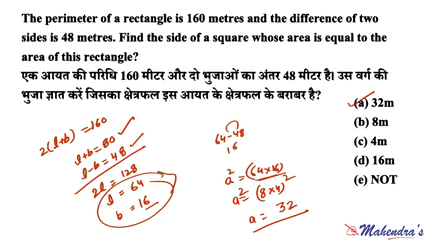 The perimeter of a rectangle is 160 metres and the difference of two
sides is 48 metres. Find the side of a square whose area is equal to the
area of this rectangle?
एक आयत की परिधि 160 मीटर और दो भुजाओं का अंतर 48 मीटर है। उस वर्ग की
भुजा ज्ञात करें जिसका क्षेत्रफल इस आयत के क्षेत्रफल के बराबर है?
(a) 32m
(b) 8m
(c) 4m
(d) 16m
(e) NOT
2(l+b) = 160
l+b = 80
l-b = 48
2l = 128
l = 64
b = 16
64-48
16
a² = (64×16)
a² = (8×4)²
a = 32
Mahendra's